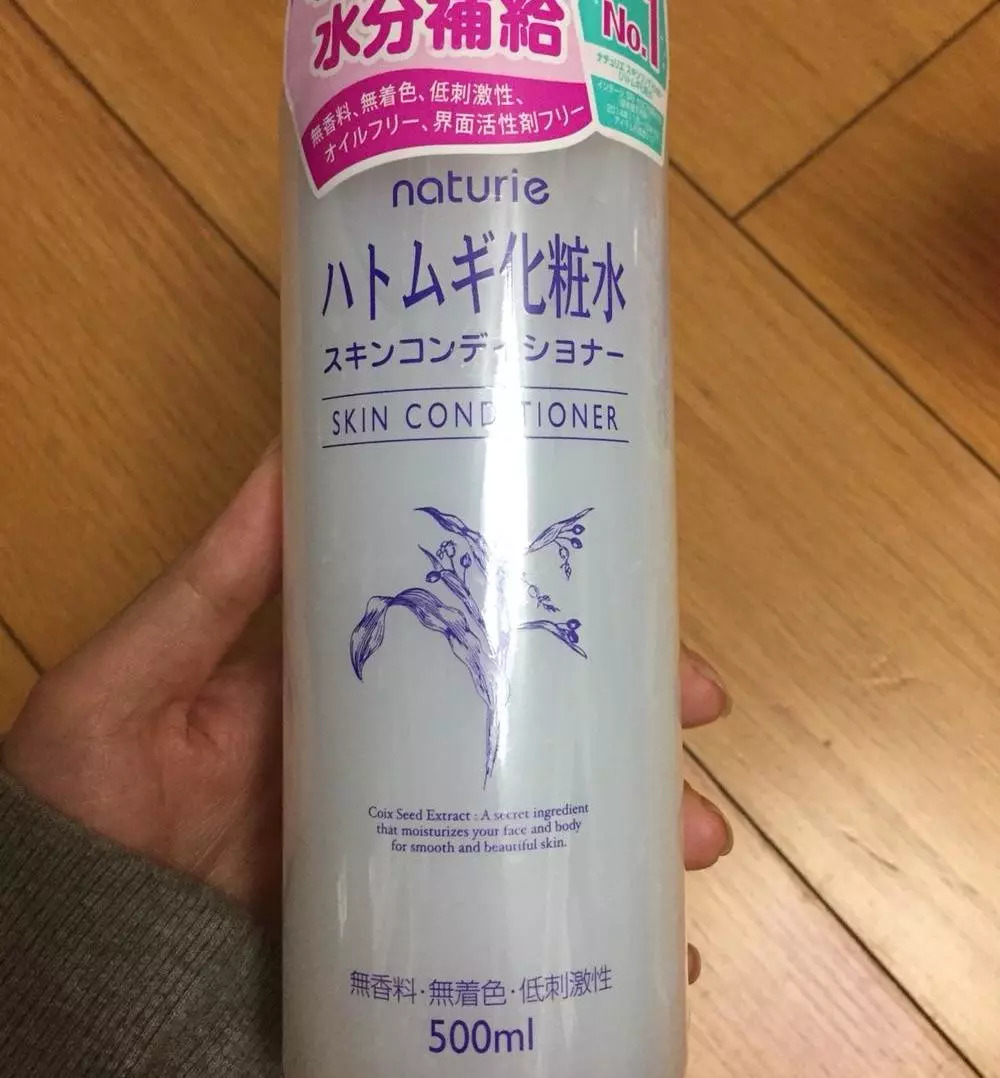 水分補給
No.1
無香料、無着色、低刺激性、
オイルフリー、界面活性剤フリー
naturie
ハトムギ化粧水
スキンコンディショナー
SKIN CONDITIONER
Coix Seed Extract : A secret ingredient
that moisturizes your face and body
for smooth and beautiful skin.
無香料・無着色・低刺激性
500ml